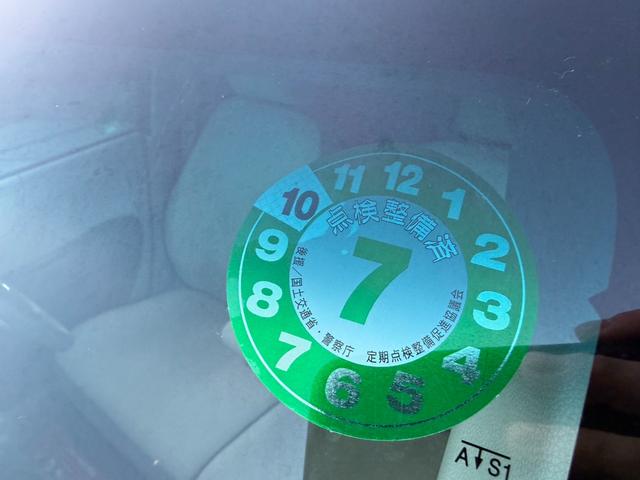 11 12 1 2 3 4 5 6 7 8 9 10
点検整備済
7
後援/国土交通省・警察庁 定期点検整備促進協議会
A S1